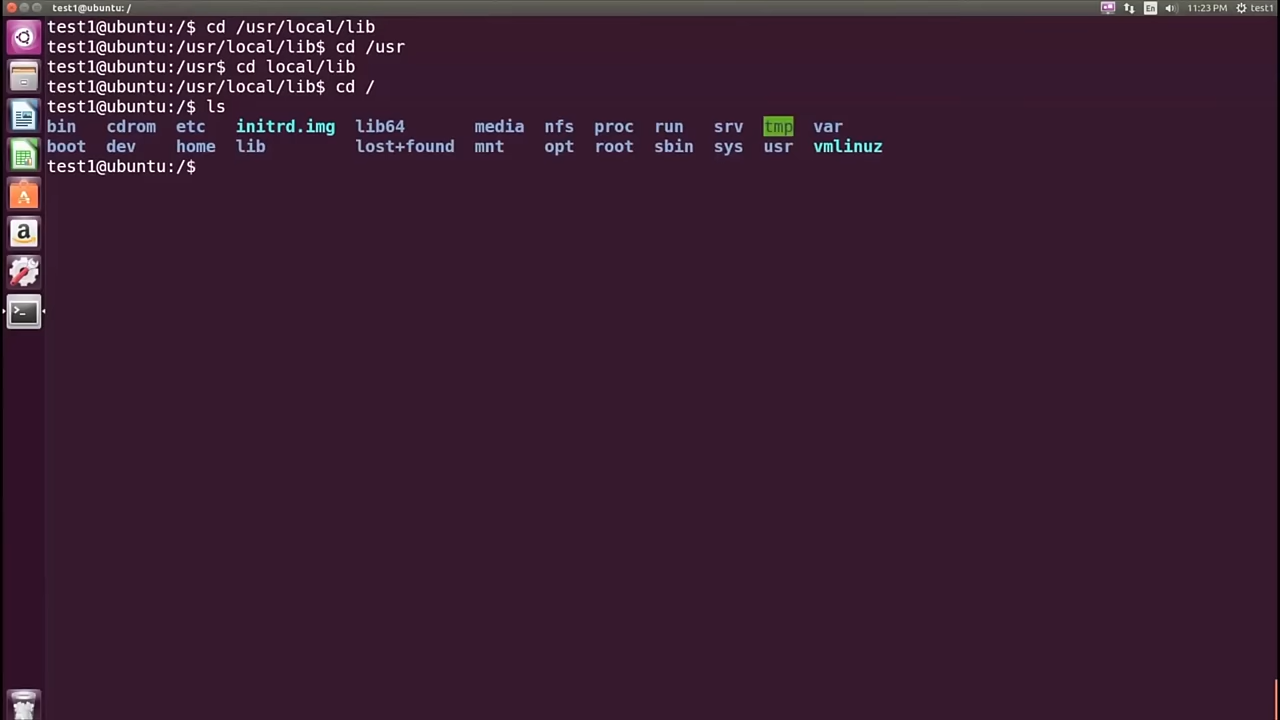 test1@ubuntu: /
En
11:23 PM
test1
test1@ubuntu:/$ cd /usr/local/lib
test1@ubuntu:/usr/local/lib$ cd /usr
test1@ubuntu:/usr$ cd local/lib
test1@ubuntu:/usr/local/lib$ cd /
test1@ubuntu:/$ ls
bin cdrom etc initrd.img lib64 media nfs proc run srv tmp var
boot dev home lib lost+found mnt opt root sbin sys usr vmlinuz
test1@ubuntu:/$